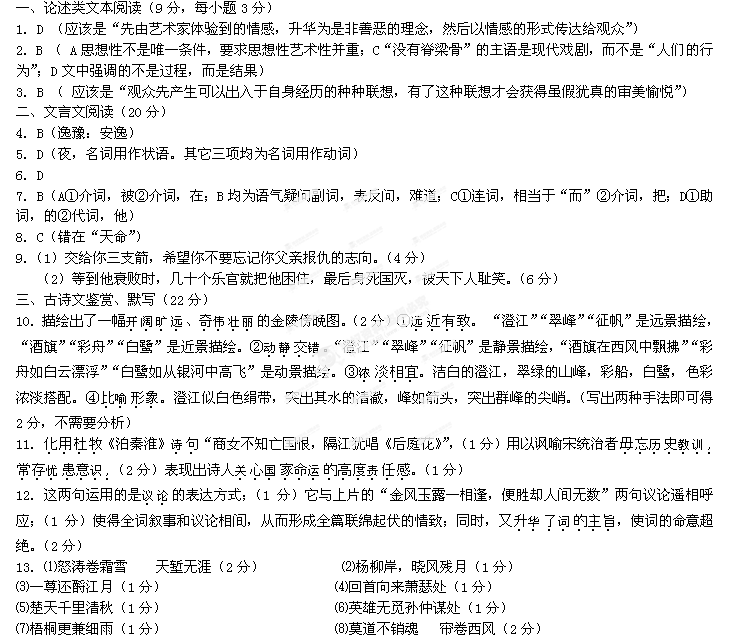 一、论述类文本阅读（9分，每小题3分）
1. D （应该是“先由艺术家体验到的情感，升华为是非善恶的理念，然后以情感的形式传达给观众”）
2. B （ A思想性不是唯一条件，要求思想性艺术性并重；C“没有脊梁骨”的主语是现代戏剧，而不是“人们的行
为”；D文中强调的不是过程，而是结果）
3. B （ 应该是“观众先产生可以出入于自身经历的种种联想，有了这种联想才会获得虽假犹真的审美愉悦”）
二、文言文阅读（20分）
4. B（逸豫：安逸）
5. D（夜，名词用作状语。其它三项均为名词用作动词）
6. D
7. B（A①介词，被②介词，在；B均为语气疑问副词，表反问，难道；C①连词，相当于“而”②介词，把；D①助
词，的②代词，他）
8. C（错在“天命”）
9.（1）交给你三支箭，希望你不要忘记你父亲报仇的志向。（4分）
（2）等到他衰败时，几十个乐官就把他困住，最后身死国灭，被天下人耻笑。（6分）
三、古诗文鉴赏、默写（22分）
10. 描绘出了一幅开阔旷远、奇伟壮丽的金陵傍晚图。（2分）①远近有致。 “澄江”“翠峰”“征帆”是远景描绘，
“酒旗”“彩舟”“白鹭”是近景描绘。②动静交错。“澄江”“翠峰”“征帆”是静景描绘，“酒旗在西风中飘拂”“彩
舟如白云漂浮”“白鹭如从银河中高飞”是动景描绘。③浓淡相宜。洁白的澄江，翠绿的山峰，彩船，白鹭，色彩
浓淡搭配。④比喻形象。澄江似白色绢带，突出其水的清澈，峰如箭头，突出群峰的尖峭。（写出两种手法即可得
2分，不需要分析）
11. 化用杜牧《泊秦淮》诗句“商女不知亡国恨，隔江犹唱《后庭花》”，（1分）用以讽喻宋统治者毋忘历史教训，
常存忧患意识，（2分）表现出诗人关心国家命运的高度责任感。（1分）
12. 这两句运用的是议论的表达方式；（1 分）它与上片的“金风玉露一相逢，便胜却人间无数”两句议论遥相呼
应；（1 分）使得全词叙事和议论相间，从而形成全篇联绵起伏的情致；同时，又升华了词的主旨，使词的命意超
绝。（2分）
13. ⑴怒涛卷霜雪 天堑无涯（2分） ⑵杨柳岸，晓风残月（1分）
⑶一尊还酹江月（1分） ⑷回首向来萧瑟处（1分）
⑸楚天千里清秋（1分） ⑹英雄无觅孙仲谋处（1分）
⑺梧桐更兼细雨（1分） ⑻莫道不销魂 帘卷西风（2分）